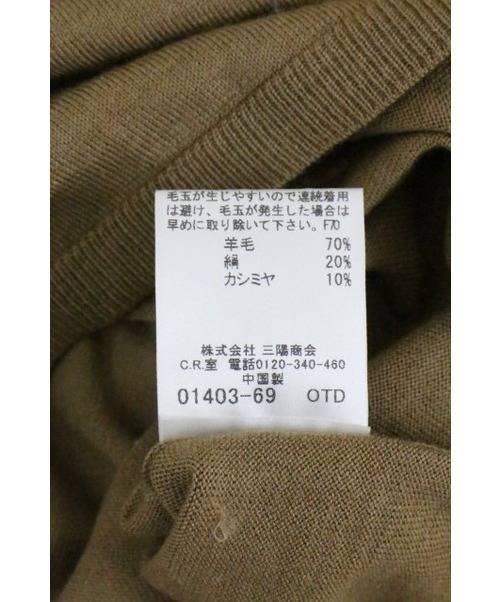 毛玉が生じやすいので連続着用
は避け、毛玉が発生した場合は
早めに取り除いて下さい。F70
羊毛 70%
絹 20%
カシミヤ 10%
株式会社 三陽商会
C.R.室 電話0120-340-460
中国製
01403-69 OTD